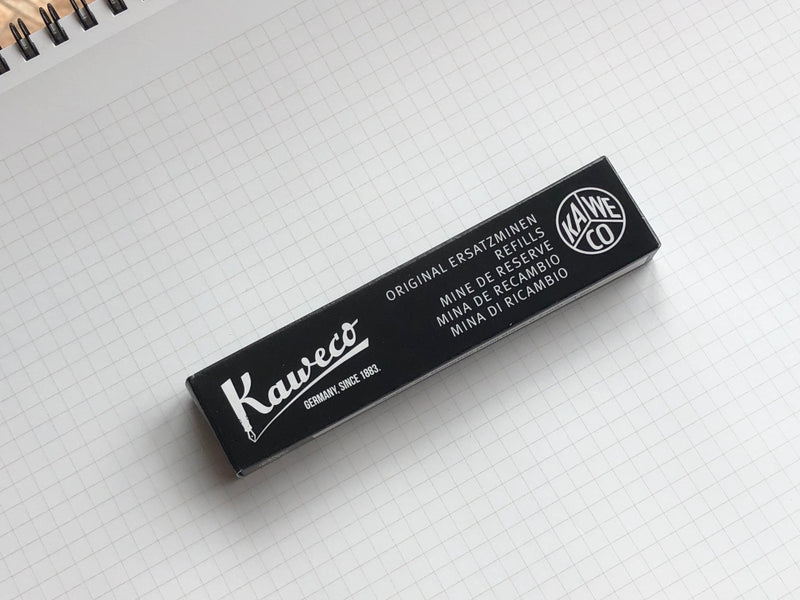 Kaweco
GERMANY, SINCE 1883.
ORIGINAL ERSATZMINEN
REFILLS
MINE DE RESERVE
MINA DE RECAMBIO
MINA DI RICAMBIO
KA WE
CO